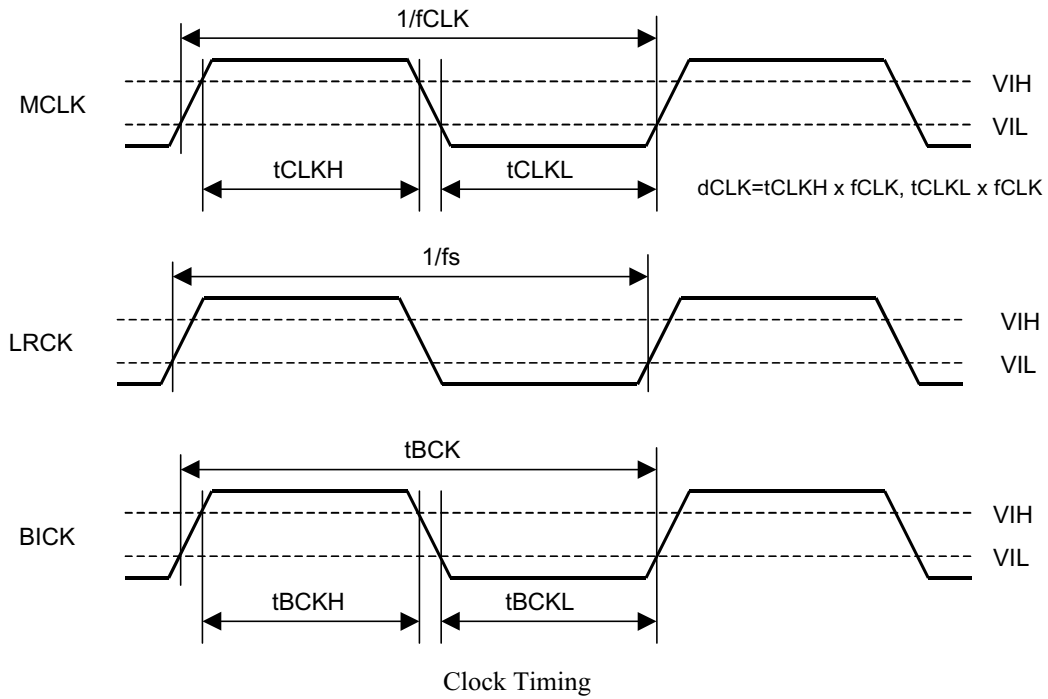 1/fCLK
MCLK
VIH
VIL
tCLKH
tCLKL
dCLK=tCLKH x fCLK, tCLKL x fCLK
1/fs
LRCK
VIH
VIL
tBCK
BICK
VIH
VIL
tBCKH
tBCKL
Clock Timing